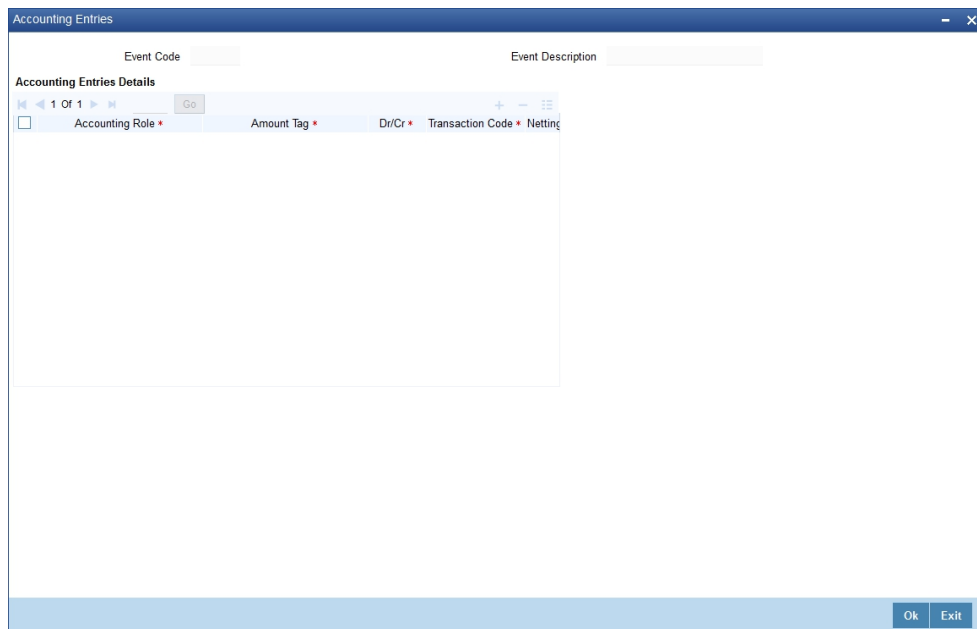 Accounting Entries
Event Code Event Description
Accounting Entries Details
1 Of 1 Go
Accounting Role * Amount Tag * Dr/Cr * Transaction Code * Netting
Ok Exit